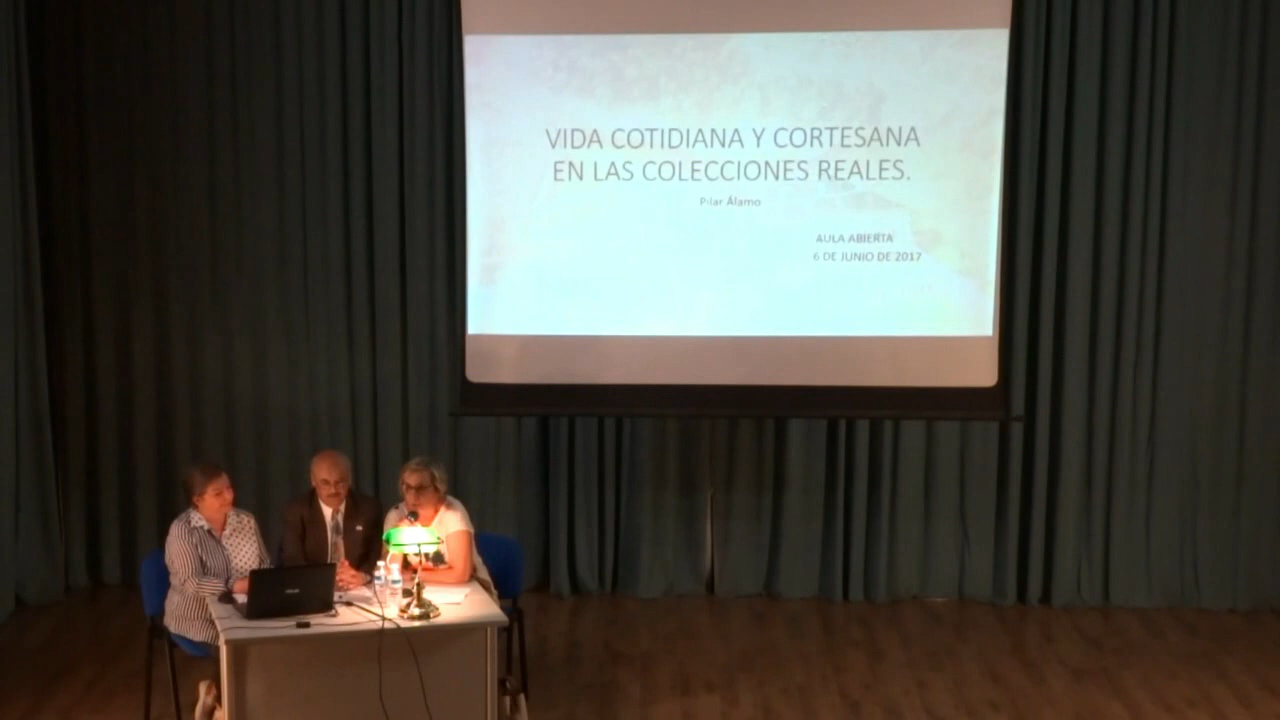 VIDA COTIDIANA Y CORTESANA
EN LAS COLECCIONES REALES.
Pilar Álamo
AULA ABIERTA
6 DE JUNIO DE 2017